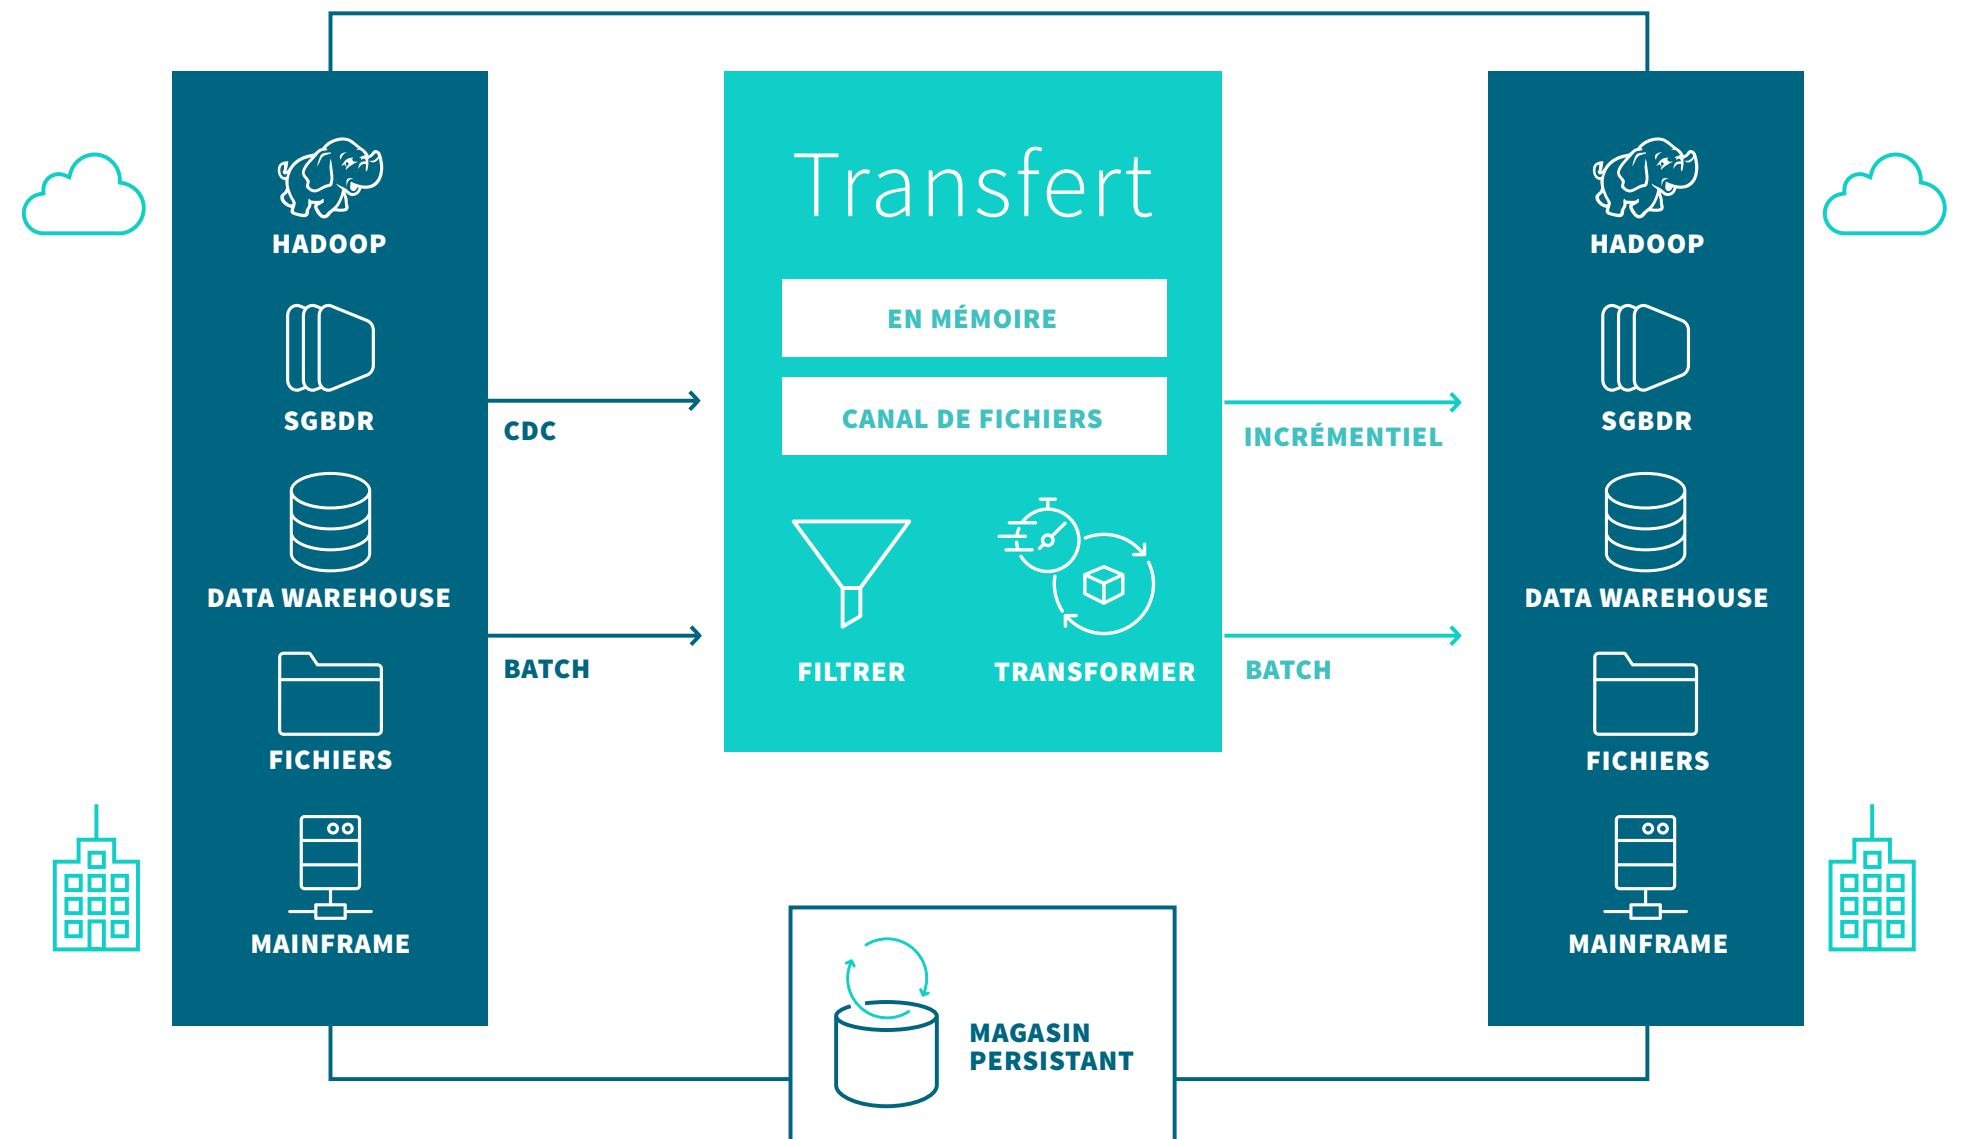 HADOOP
SGBDR
DATA WAREHOUSE
FICHIERS
MAINFRAME
CDC
BATCH
Transfert
EN MÉMOIRE
CANAL DE FICHIERS
FILTRER
TRANSFORMER
INCRÉMENTIEL
BATCH
HADOOP
SGBDR
DATA WAREHOUSE
FICHIERS
MAINFRAME
MAGASIN
PERSISTANT